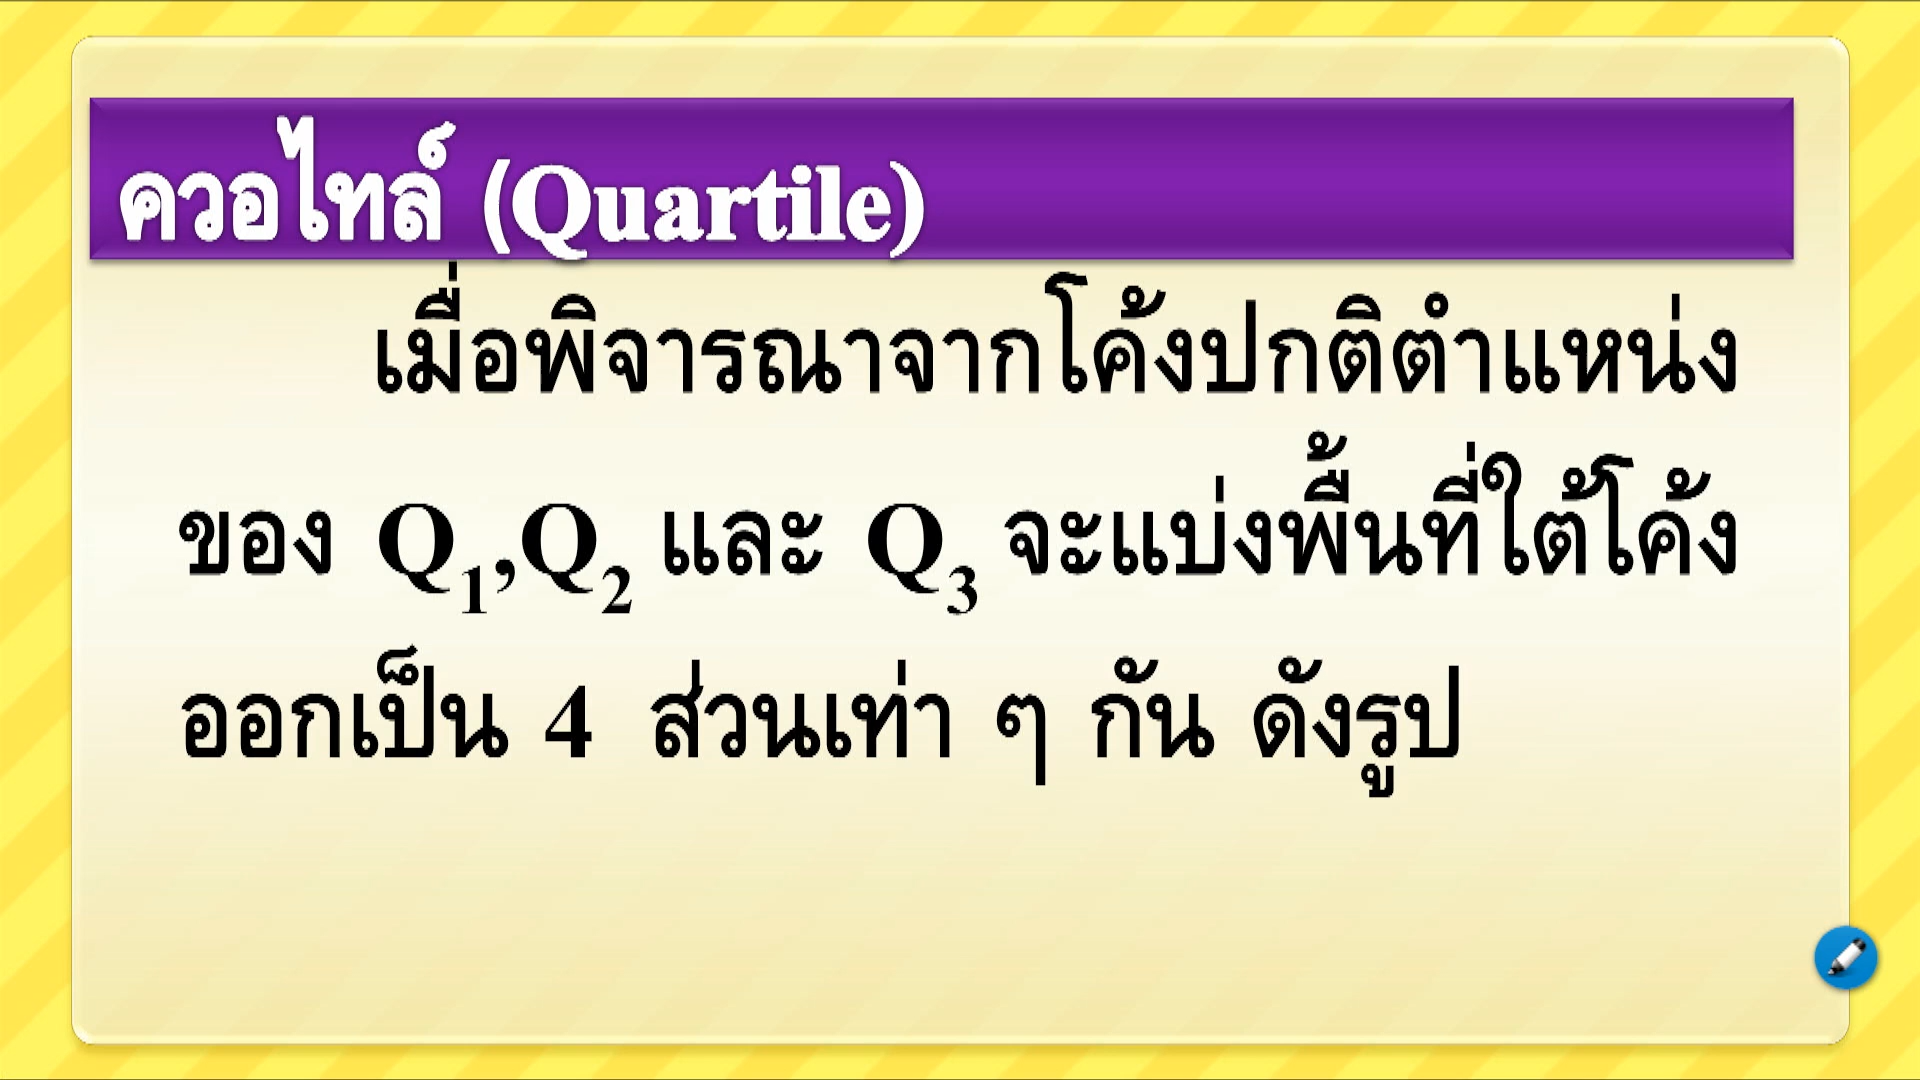 ควอไทล์ (Quartile)
เมื่อพิจารณาจากโค้งปกติตำแหน่ง
ของ Q₁,Q₂ และ Q₃ จะแบ่งพื้นที่ใต้โค้ง
ออกเป็น 4 ส่วนเท่า ๆ กัน ดังรูป